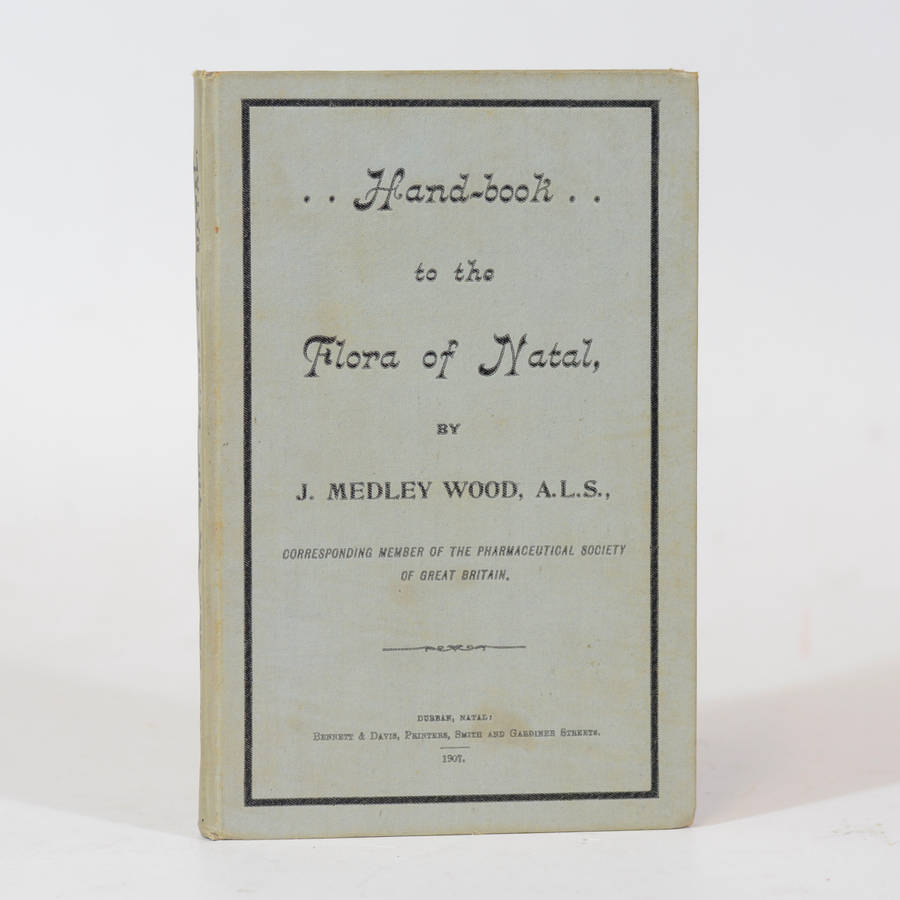 . . Hand-book . .
to the
Flora of Natal,
BY
J. MEDLEY WOOD, A.L.S.,
CORRESPONDING MEMBER OF THE PHARMACEUTICAL SOCIETY
OF GREAT BRITAIN.
DURBAN, NATAL:
BENNETT & DAVIS, PRINTERS, SMITH AND GARDINER STREETS.
1907.
NATAL.